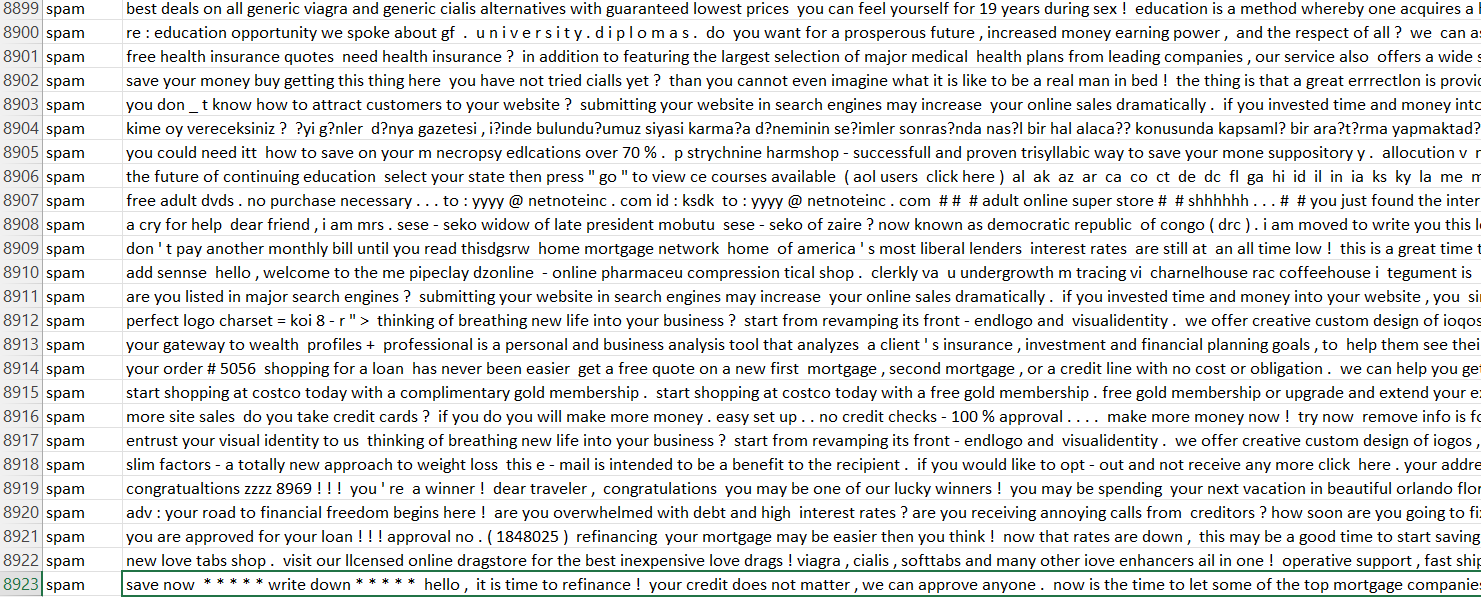 8899 spam best deals on all generic viagra and generic cialis alternatives with guaranteed lowest prices you can feel yourself for 19 years during sex ! education is a method whereby one acquires a
8900 spam re : education opportunity we spoke about gf . u n i v e r s i t y . d i p l o m a s . do you want for a prosperous future , increased money earning power , and the respect of all ? we can
8901 spam free health insurance quotes need health insurance ? in addition to featuring the largest selection of major medical health plans from leading companies , our service also offers a wide
8902 spam save your money buy getting this thing here you have not tried cialls yet ? than you cannot even imagine what it is like to be a real man in bed ! the thing is that a great errrectlon is
8903 spam you don _ t know how to attract customers to your website ? submitting your website in search engines may increase your online sales dramatically . if you invested time and money into
8904 spam kime oy vereceksiniz ? ?yi g?nler d?nya gazetesi , i?inde bulundu?umuz siyasi karma?a d?neminin se?imler sonras?nda nas?l bir hal alaca?? konusunda kapsaml? bir ara?t?rma yapmaktad?
8905 spam you could need itt how to save on your m necropsy edlcations over 70 % . p strychnine harmshop - successfull and proven trisyllabic way to save your mone suppository y . allocution v
8906 spam the future of continuing education select your state then press " go " to view ce courses available ( aol users click here ) al ak az ar ca co ct de dc fl ga hi id il in ia ks ky la me
8907 spam free adult dvds . no purchase necessary . . . to : yyyy @ netnoteinc . com id : ksdk to : yyyy @ netnoteinc . com # # # adult online super store # # shhhhhh . . . # # you just found the
8908 spam a cry for help dear friend , i am mrs . sese - seko widow of late president mobutu sese - seko of zaire ? now known as democratic republic of congo ( drc ) . i am moved to write you this
8909 spam don ' t pay another monthly bill until you read thisdgsrw home mortgage network home of america ' s most liberal lenders interest rates are still at an all time low ! this is a great time
8910 spam add sennse hello , welcome to the me pipeclay dzonline - online pharmaceu compression tical shop . clerkly va u undergrowth m tracing vi charnelhouse rac coffeehouse i tegument is
8911 spam are you listed in major search engines ? submitting your website in search engines may increase your online sales dramatically . if you invested time and money into your website , you
8912 spam perfect logo charset = koi 8 - r " > thinking of breathing new life into your business ? start from revamping its front - endlogo and visualidentity . we offer creative custom design of ioqos
8913 spam your gateway to wealth profiles + professional is a personal and business analysis tool that analyzes a client ' s insurance , investment and financial planning goals , to help them see
8914 spam your order # 5056 shopping for a loan has never been easier get a free quote on a new first mortgage , second mortgage , or a credit line with no cost or obligation . we can help you
8915 spam start shopping at costco today with a complimentary gold membership . start shopping at costco today with a free gold membership . free gold membership or upgrade and extend your
8916 spam more site sales do you take credit cards ? if you do you will make more money . easy set up . . no credit checks - 100 % approval . . . . make more money now ! try now remove info is
8917 spam entrust your visual identity to us thinking of breathing new life into your business ? start from revamping its front - endlogo and visualidentity . we offer creative custom design of iogos ,
8918 spam slim factors - a totally new approach to weight loss this e - mail is intended to be a benefit to the recipient . if you would like to opt - out and not receive any more click here . your
8919 spam congratualtions zzzz 8969 ! ! ! you ' re a winner ! dear traveler , congratulations you may be one of our lucky winners ! you may be spending your next vacation in beautiful orlando
8920 spam adv : your road to financial freedom begins here ! are you overwhelmed with debt and high interest rates ? are you receiving annoying calls from creditors ? how soon are you going to
8921 spam you are approved for your loan ! ! ! approval no . ( 1848025 ) refinancing your mortgage may be easier then you think ! now that rates are down , this may be a good time to start saving
8922 spam new love tabs shop . visit our llcensed online dragstore for the best inexpensive love drags ! viagra , cialis , softtabs and many other iove enhancers ail in one ! operative support , fast
8923 spam save now * * * * * write down * * * * * hello , it is time to refinance ! your credit does not matter , we can approve anyone . now is the time to let some of the top mortgage companies